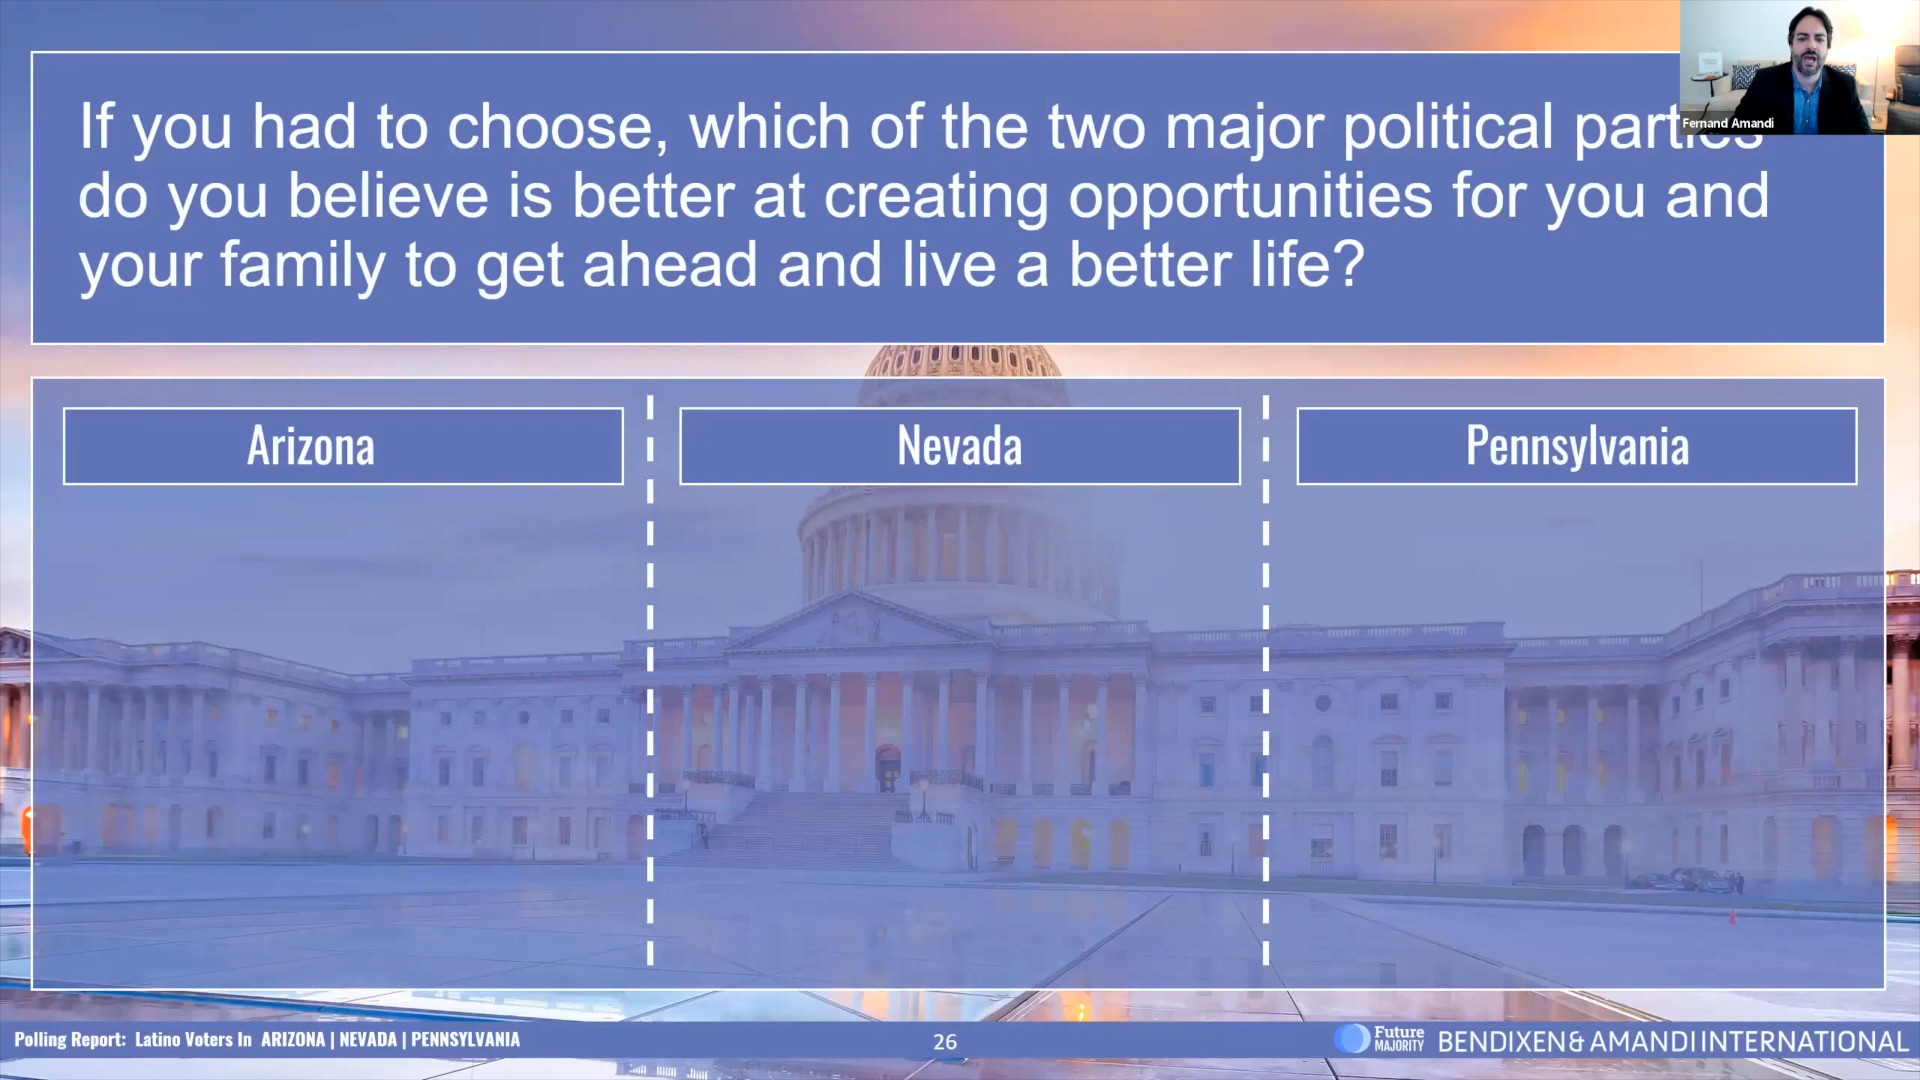 If you had to choose, which of the two major political parties
do you believe is better at creating opportunities for you and
your family to get ahead and live a better life?
Fernand Amandi
Arizona
Nevada
Pennsylvania
Polling Report: Latino Voters In ARIZONA | NEVADA | PENNSYLVANIA
26
Future
MAJORITY
BENDIXEN & AMANDI INTERNATIONAL